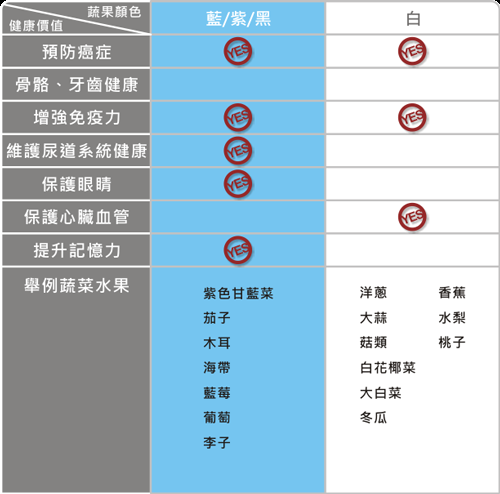 蔬果顏色
健康價值
藍/紫/黑
白
預防癌症
YES
YES
骨骼、牙齒健康
增強免疫力
YES
YES
維護尿道系統健康
YES
保護眼睛
YES
保護心臟血管
YES
提升記憶力
YES
舉例蔬菜水果
紫色甘藍菜
茄子
木耳
海帶
藍莓
葡萄
李子
洋蔥
大蒜
菇類
白花椰菜
大白菜
冬瓜
香蕉
水梨
桃子